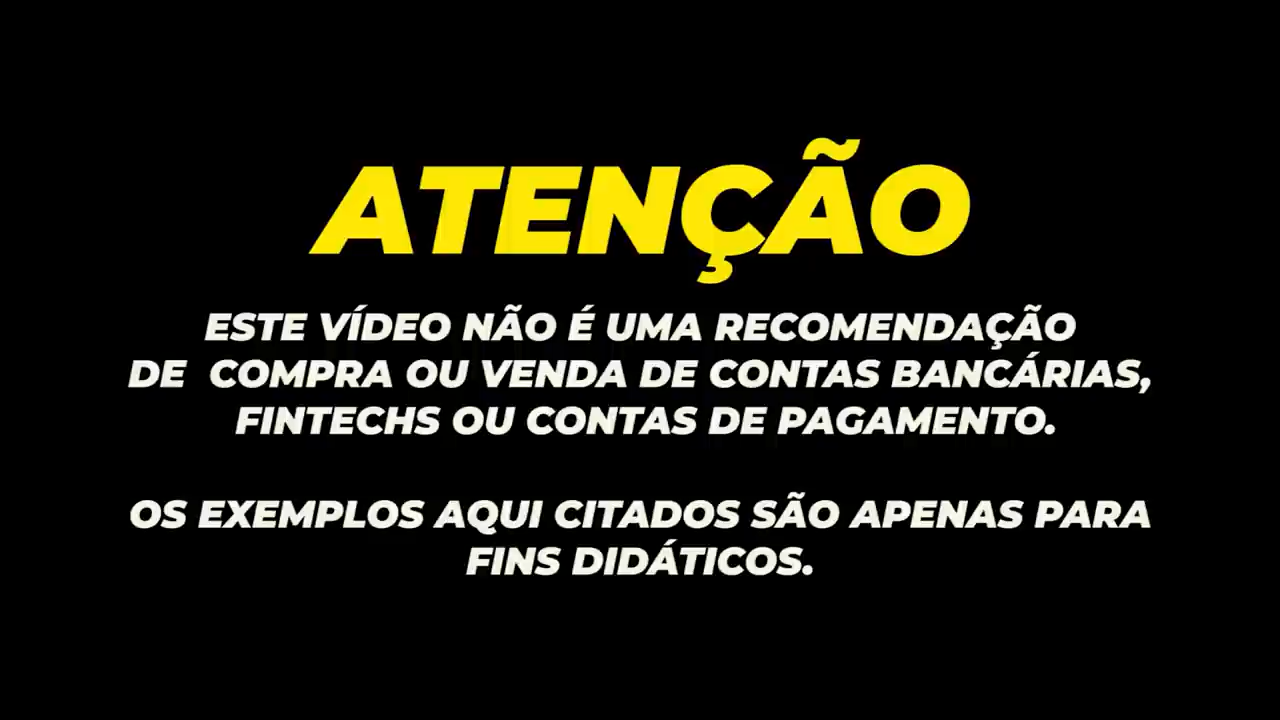 ATENÇÃO
ESTE VÍDEO NÃO É UMA RECOMENDAÇÃO
DE COMPRA OU VENDA DE CONTAS BANCÁRIAS,
FINTECHS OU CONTAS DE PAGAMENTO.
OS EXEMPLOS AQUI CITADOS SÃO APENAS PARA
FINS DIDÁTICOS.